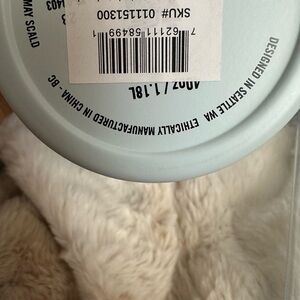 MAY SCALD
1403
SKU# 011151300
7 62111 58499 1
40oz / 1.18L
DESIGNED IN SEATTLE WA ETHICALLY MANUFACTURED IN CHINA - BC